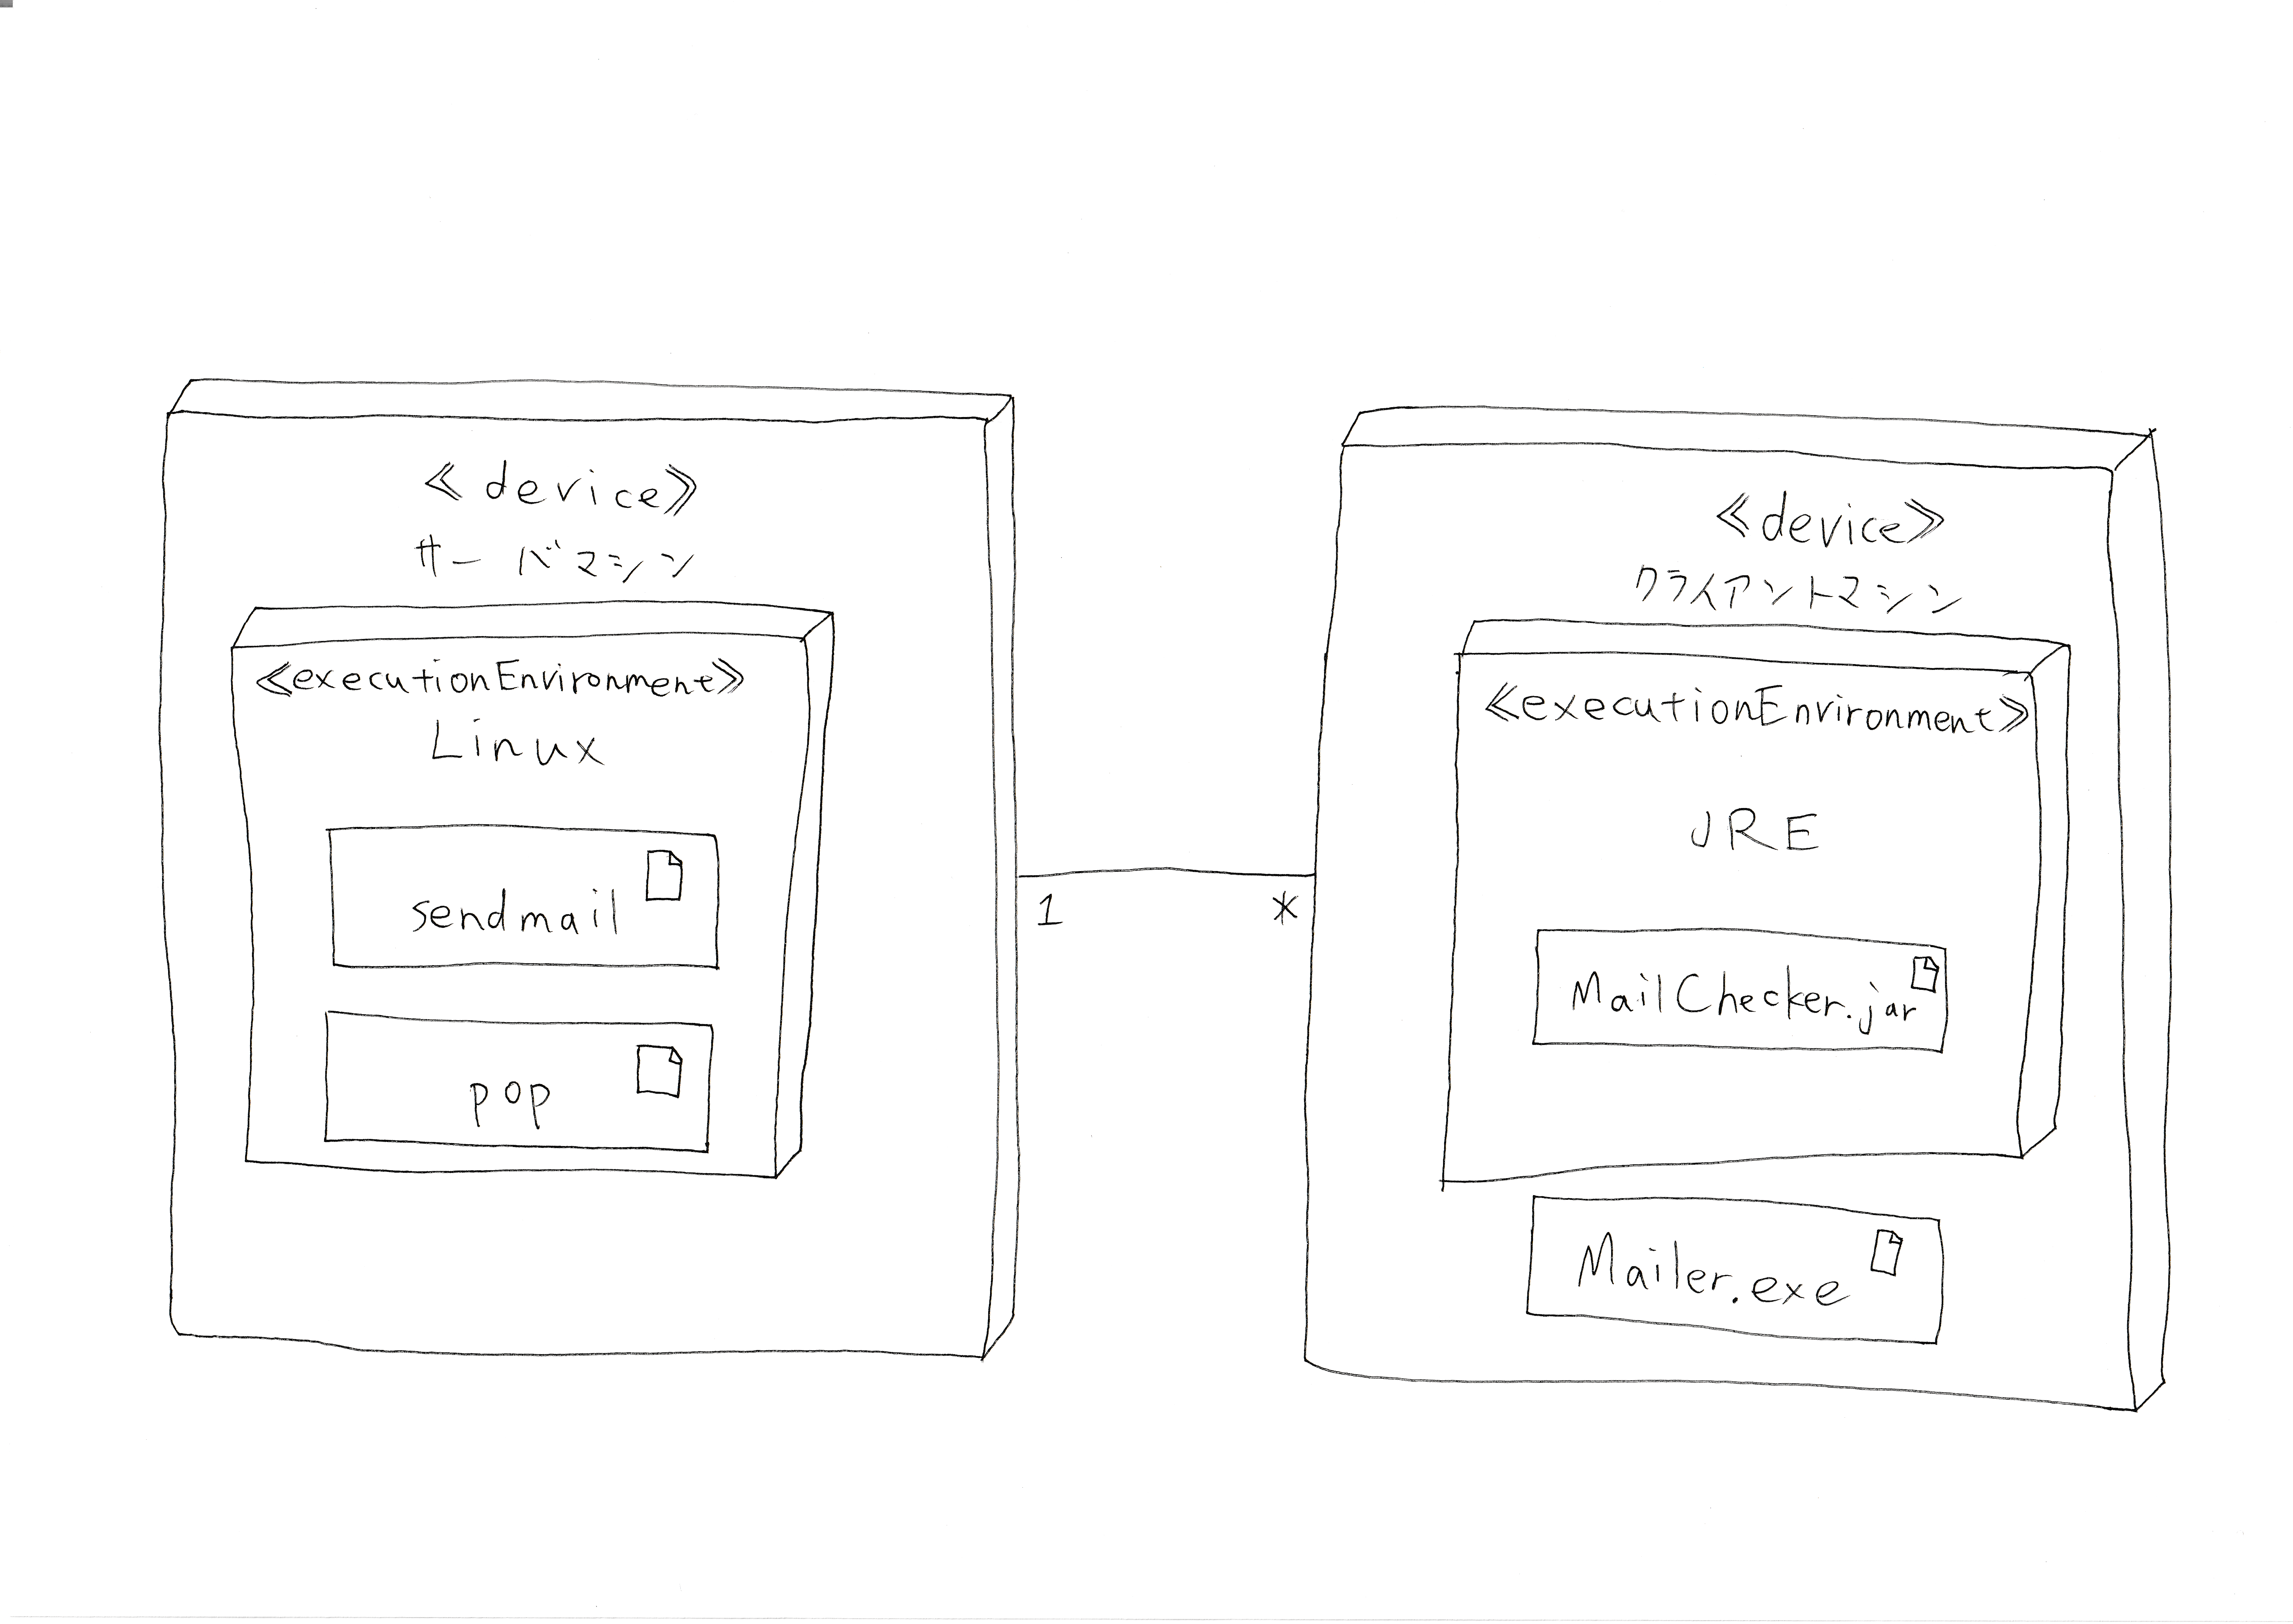 ≪device≫
サーバマシン
≪executionEnvironment≫
Linux
sendmail
pop
1
*
≪device≫
クライアントマシン
≪executionEnvironment≫
JRE
MailChecker.jar
Mailer.exe